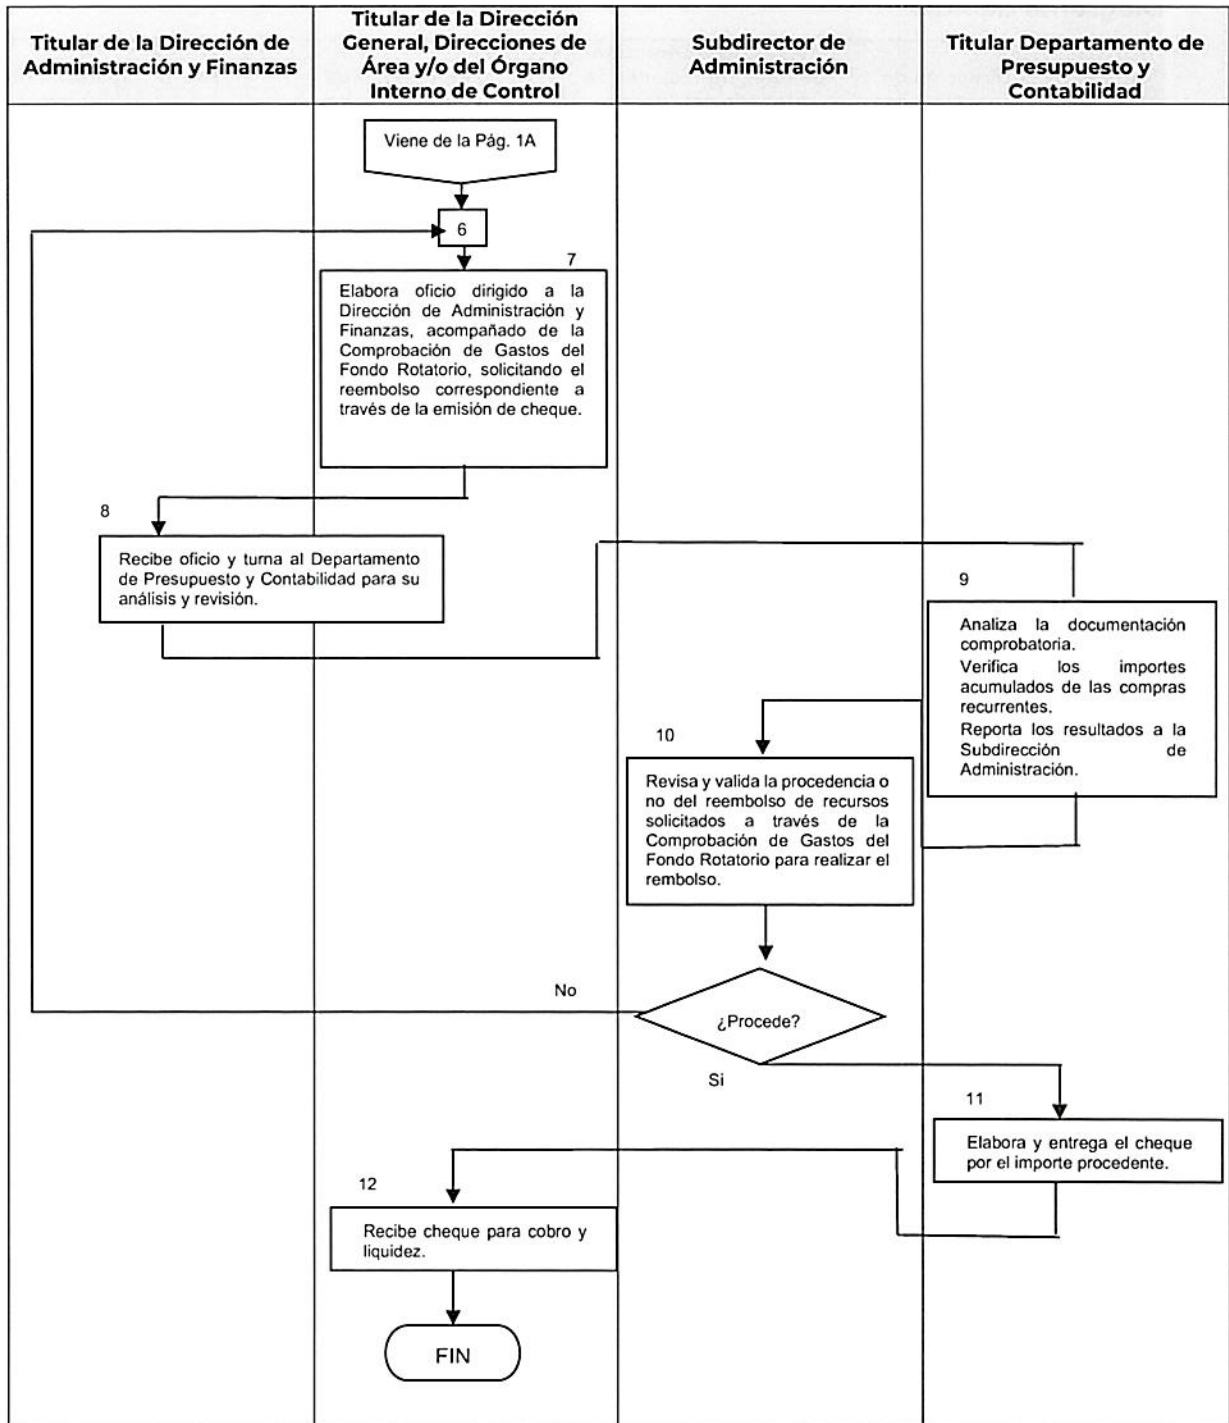 Titular de la Dirección de
Administración y Finanzas
Titular de la Dirección
General, Direcciones de
Área y/o del Órgano
Interno de Control
Subdirector de
Administración
Titular Departamento de
Presupuesto y
Contabilidad
Viene de la Pág. 1A
6
7
Elabora oficio dirigido a la
Dirección de Administración y
Finanzas, acompañado de la
Comprobación de Gastos del
Fondo Rotatorio, solicitando el
reembolso correspondiente a
través de la emisión de cheque.
8
Recibe oficio y turna al Departamento
de Presupuesto y Contabilidad para su
análisis y revisión.
9
Analiza la documentación
comprobatoria.
Verifica los importes
acumulados de las compras
recurrentes.
Reporta los resultados a la
Subdirección de
Administración.
10
Revisa y valida la procedencia o
no del reembolso de recursos
solicitados a través de la
Comprobación de Gastos del
Fondo Rotatorio para realizar el
rembolso.
No
¿Procede?
Si
11
Elabora y entrega el cheque
por el importe procedente.
12
Recibe cheque para cobro y
liquidez.
FIN